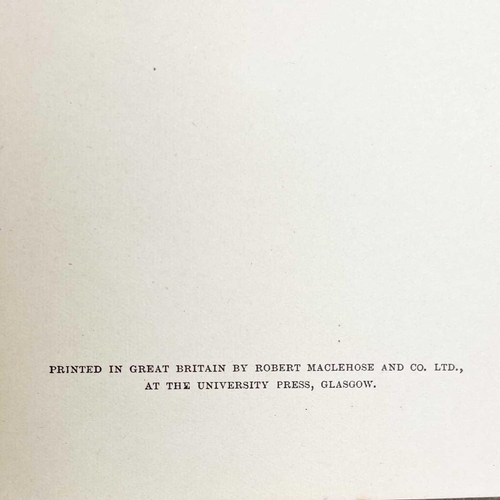 PRINTED IN GREAT BRITAIN BY ROBERT MACLEHOSE AND CO. LTD.,
AT THE UNIVERSITY PRESS, GLASGOW.